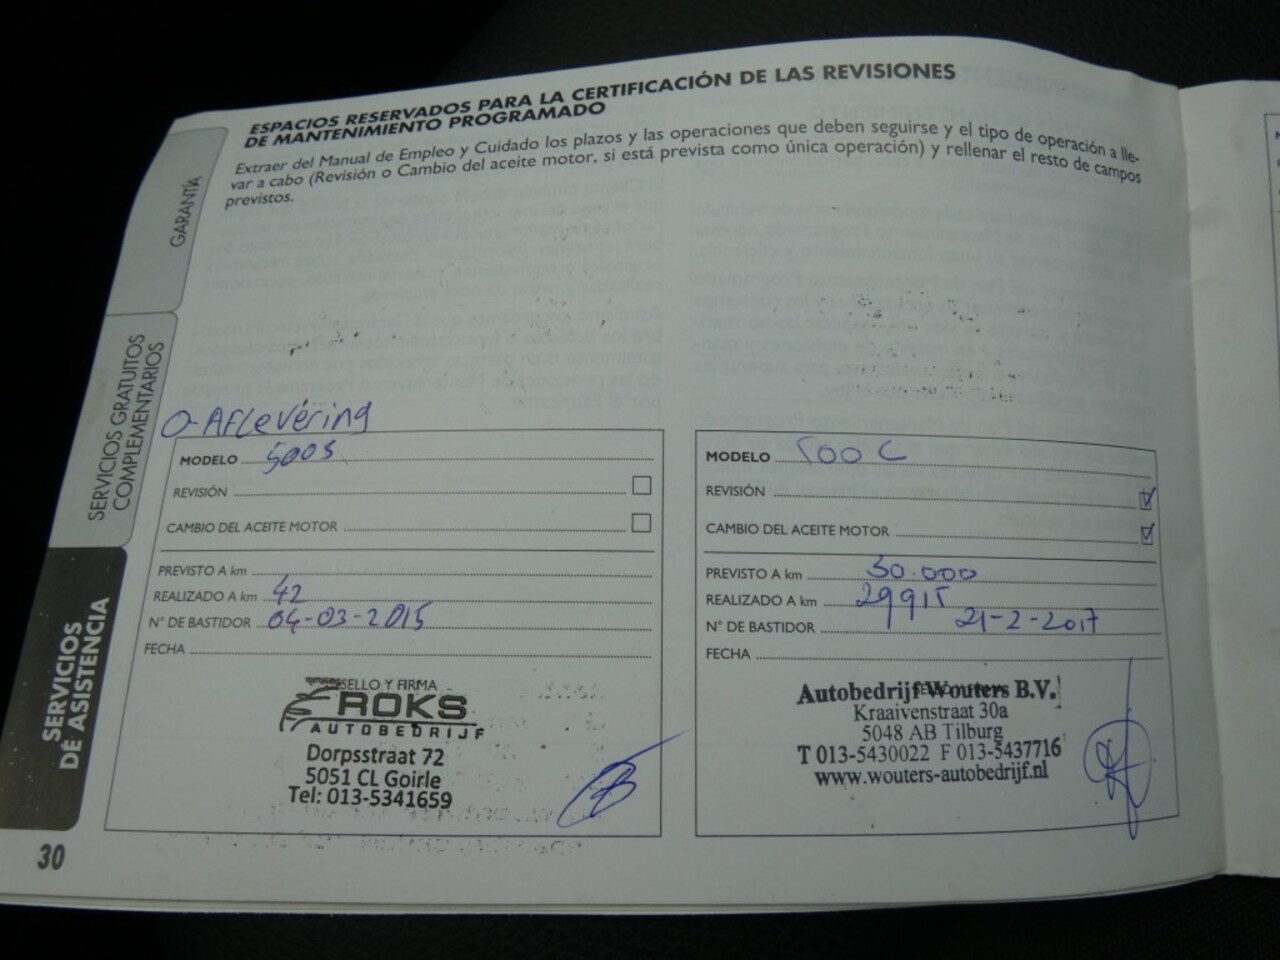 ESPACIOS RESERVADOS PARA LA CERTIFICACIÓN DE LAS REVISIONES
DE MANTENIMIENTO PROGRAMADO
Extraer del Manual de Empleo y Cuidado los plazos y las operaciones que deben seguirse y el tipo de operación a lle-
var a cabo (Revisión o Cambio del aceite motor, si está prevista como única operación) y rellenar el resto de campos
previstos.
GARANTÍA
SERVICIOS GRATUITOS
COMPLEMENTARIOS
SERVICIOS
DE ASISTENCIA
O-Aflevéring
MODELO 500S
REVISIÓN
CAMBIO DEL ACEITE MOTOR
PREVISTO A km
REALIZADO A km 42
N° DE BASTIDOR 04-03-2015
FECHA
SELLO Y FIRMA
ROKS
AUTOBEDRIJF
Dorpsstraat 72
5051 CL Goirle
Tel: 013-5341659
MODELO 500 C
REVISIÓN
CAMBIO DEL ACEITE MOTOR
PREVISTO A km 30.000
REALIZADO A km 29915
N° DE BASTIDOR 21-2-2017
FECHA
Autobedrijf Wouters B.V.
Kraaivenstraat 30a
5048 AB Tilburg
T 013-5430022 F 013-5437716
www.wouters-autobedrijf.nl
30